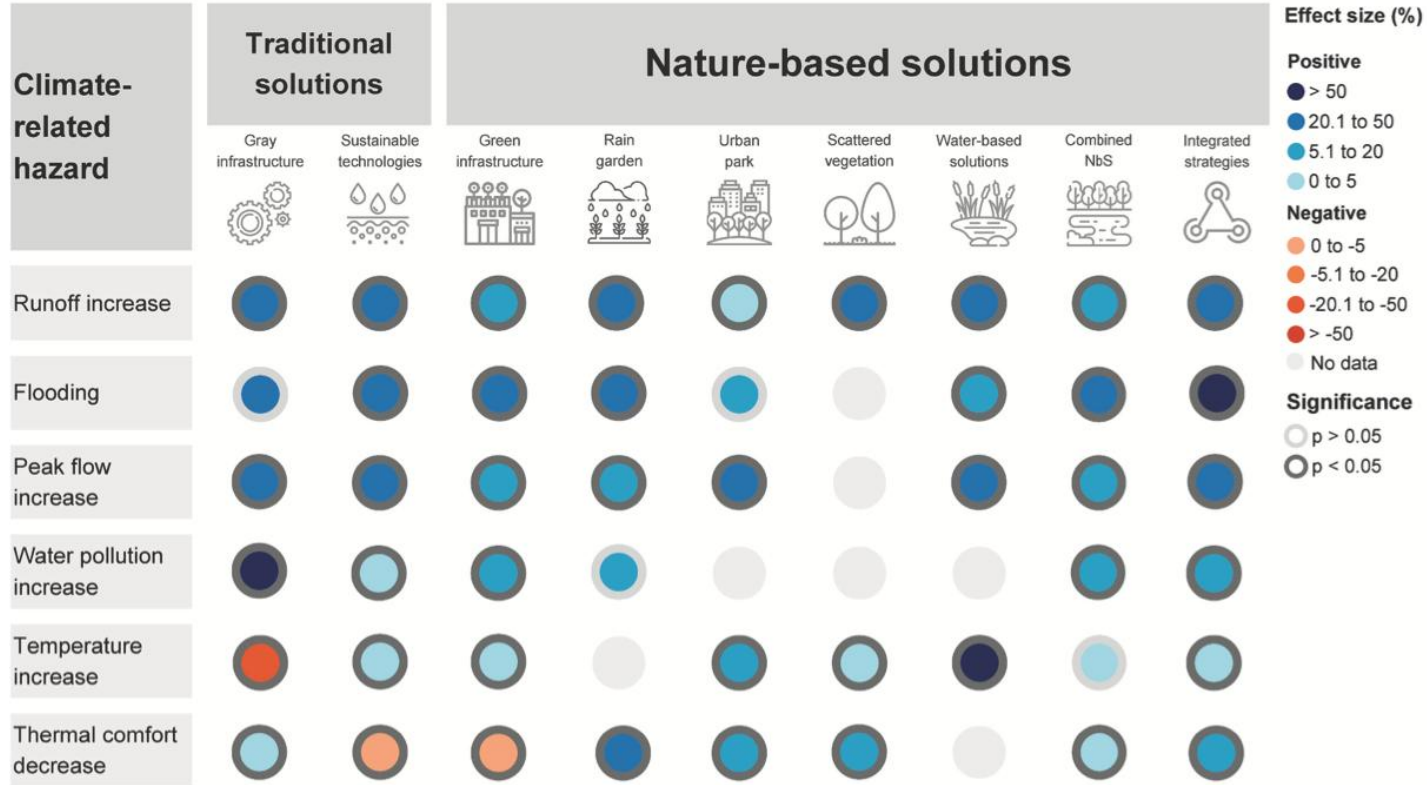 Climate-
related
hazard
Traditional
solutions
Nature-based solutions
Gray
infrastructure
Sustainable
technologies
Green
infrastructure
Rain
garden
Urban
park
Scattered
vegetation
Water-based
solutions
Combined
NbS
Integrated
strategies
Runoff increase
Flooding
Peak flow
increase
Water pollution
increase
Temperature
increase
Thermal comfort
decrease
Effect size (%)
Positive
> 50
20.1 to 50
5.1 to 20
0 to 5
Negative
0 to -5
-5.1 to -20
-20.1 to -50
> -50
No data
Significance
p > 0.05
p < 0.05